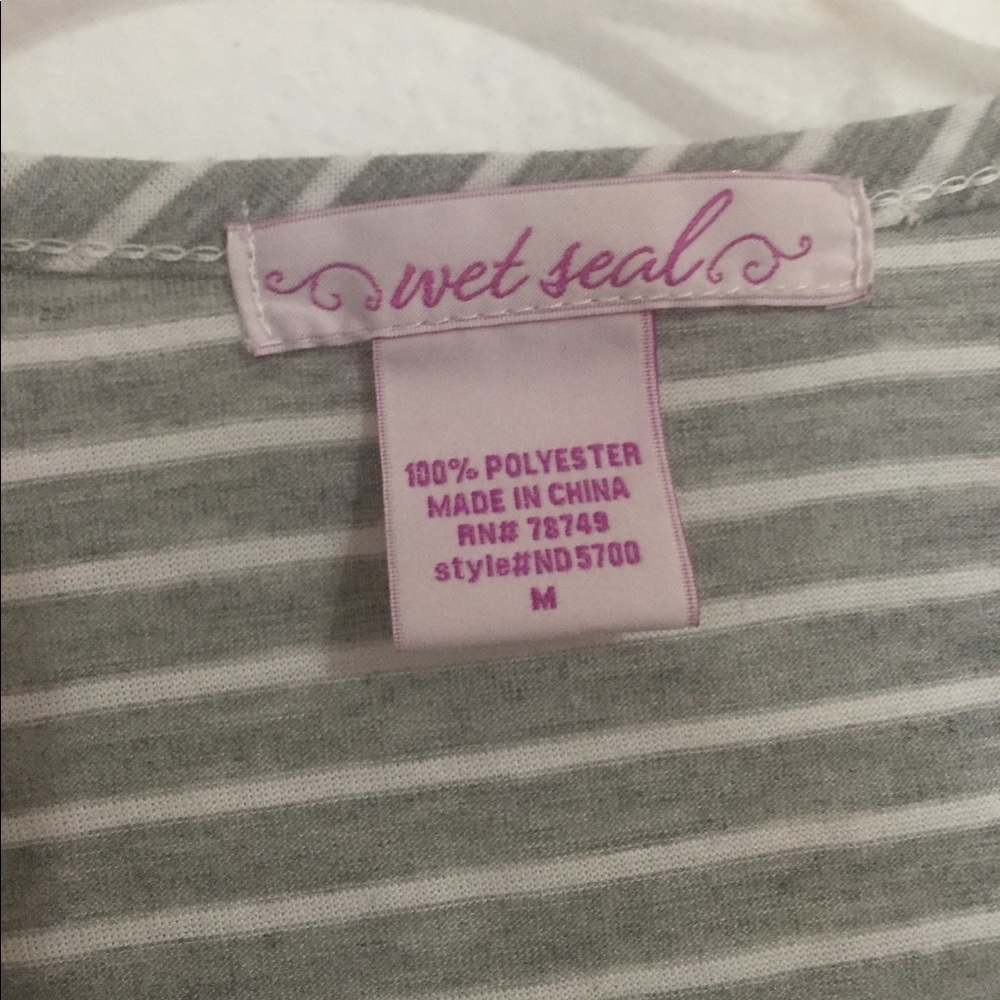 wet seal
100% POLYESTER
MADE IN CHINA
RN# 78749
style#ND5700
M